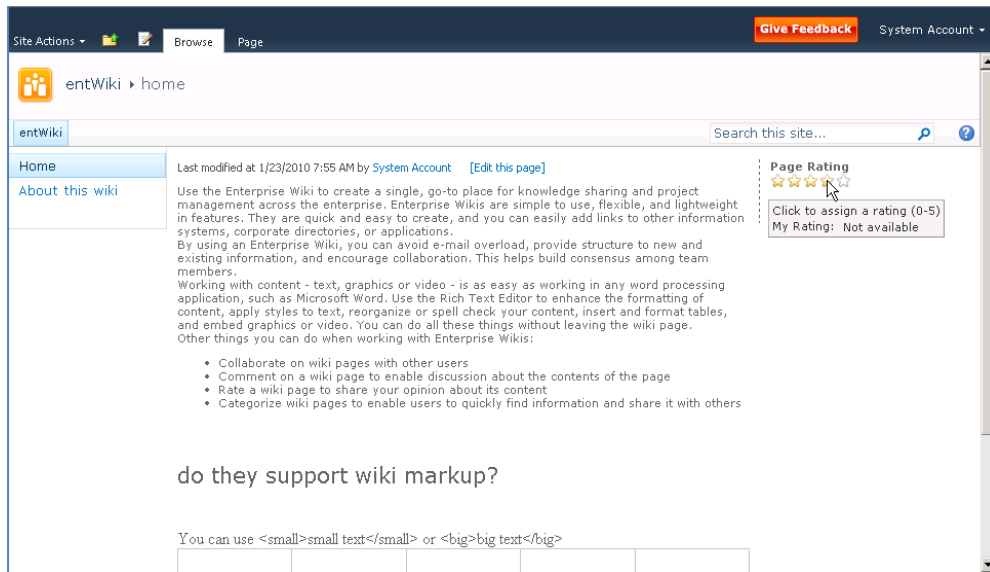 Site Actions
Browse
Page
Give Feedback
System Account
entWiki ▸ home
entWiki
Search this site...
Home
About this wiki
Last modified at 1/23/2010 7:55 AM by System Account [Edit this page]
Use the Enterprise Wiki to create a single, go-to place for knowledge sharing and project
management across the enterprise. Enterprise Wikis are simple to use, flexible, and lightweight
in features. They are quick and easy to create, and you can easily add links to other information
systems, corporate directories, or applications.
By using an Enterprise Wiki, you can avoid e-mail overload, provide structure to new and
existing information, and encourage collaboration. This helps build consensus among team
members.
Working with content - text, graphics or video - is as easy as working in any word processing
application, such as Microsoft Word. Use the Rich Text Editor to enhance the formatting of
content, apply styles to text, reorganize or spell check your content, insert and format tables,
and embed graphics or video. You can do all these things without leaving the wiki page.
Other things you can do when working with Enterprise Wikis:
• Collaborate on wiki pages with other users
• Comment on a wiki page to enable discussion about the contents of the page
• Rate a wiki page to share your opinion about its content
• Categorize wiki pages to enable users to quickly find information and share it with others
Page Rating
Click to assign a rating (0-5)
My Rating: Not available
do they support wiki markup?
You can use <small>small text</small> or <big>big text</big>